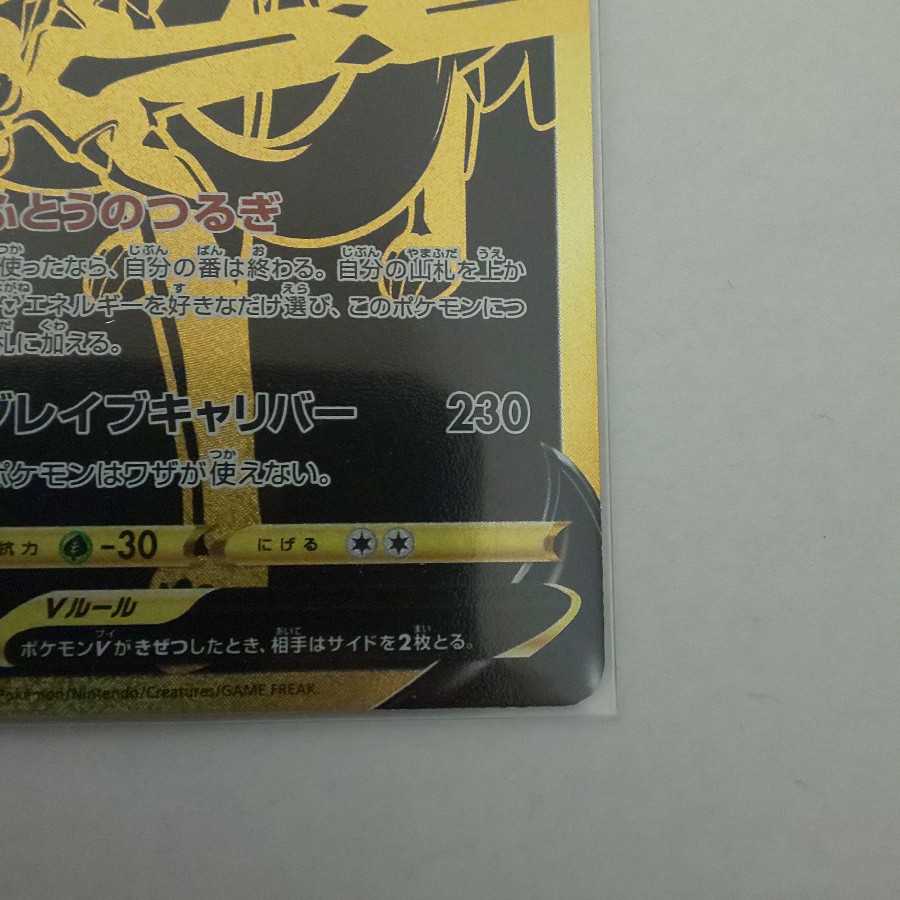 ふとうのつるぎ
使ったなら、自分の番は終わる。自分の山札を上か
エネルギーを好きなだけ選び、このポケモンにつ
札に加える。
ブレイブキャリバー 230
ポケモンはワザが使えない。
抗力 -30 にげる
Vルール
ポケモンVがきぜつしたとき、相手はサイドを2枚とる。
Pokémon/Nintendo/Creatures/GAME FREAK.